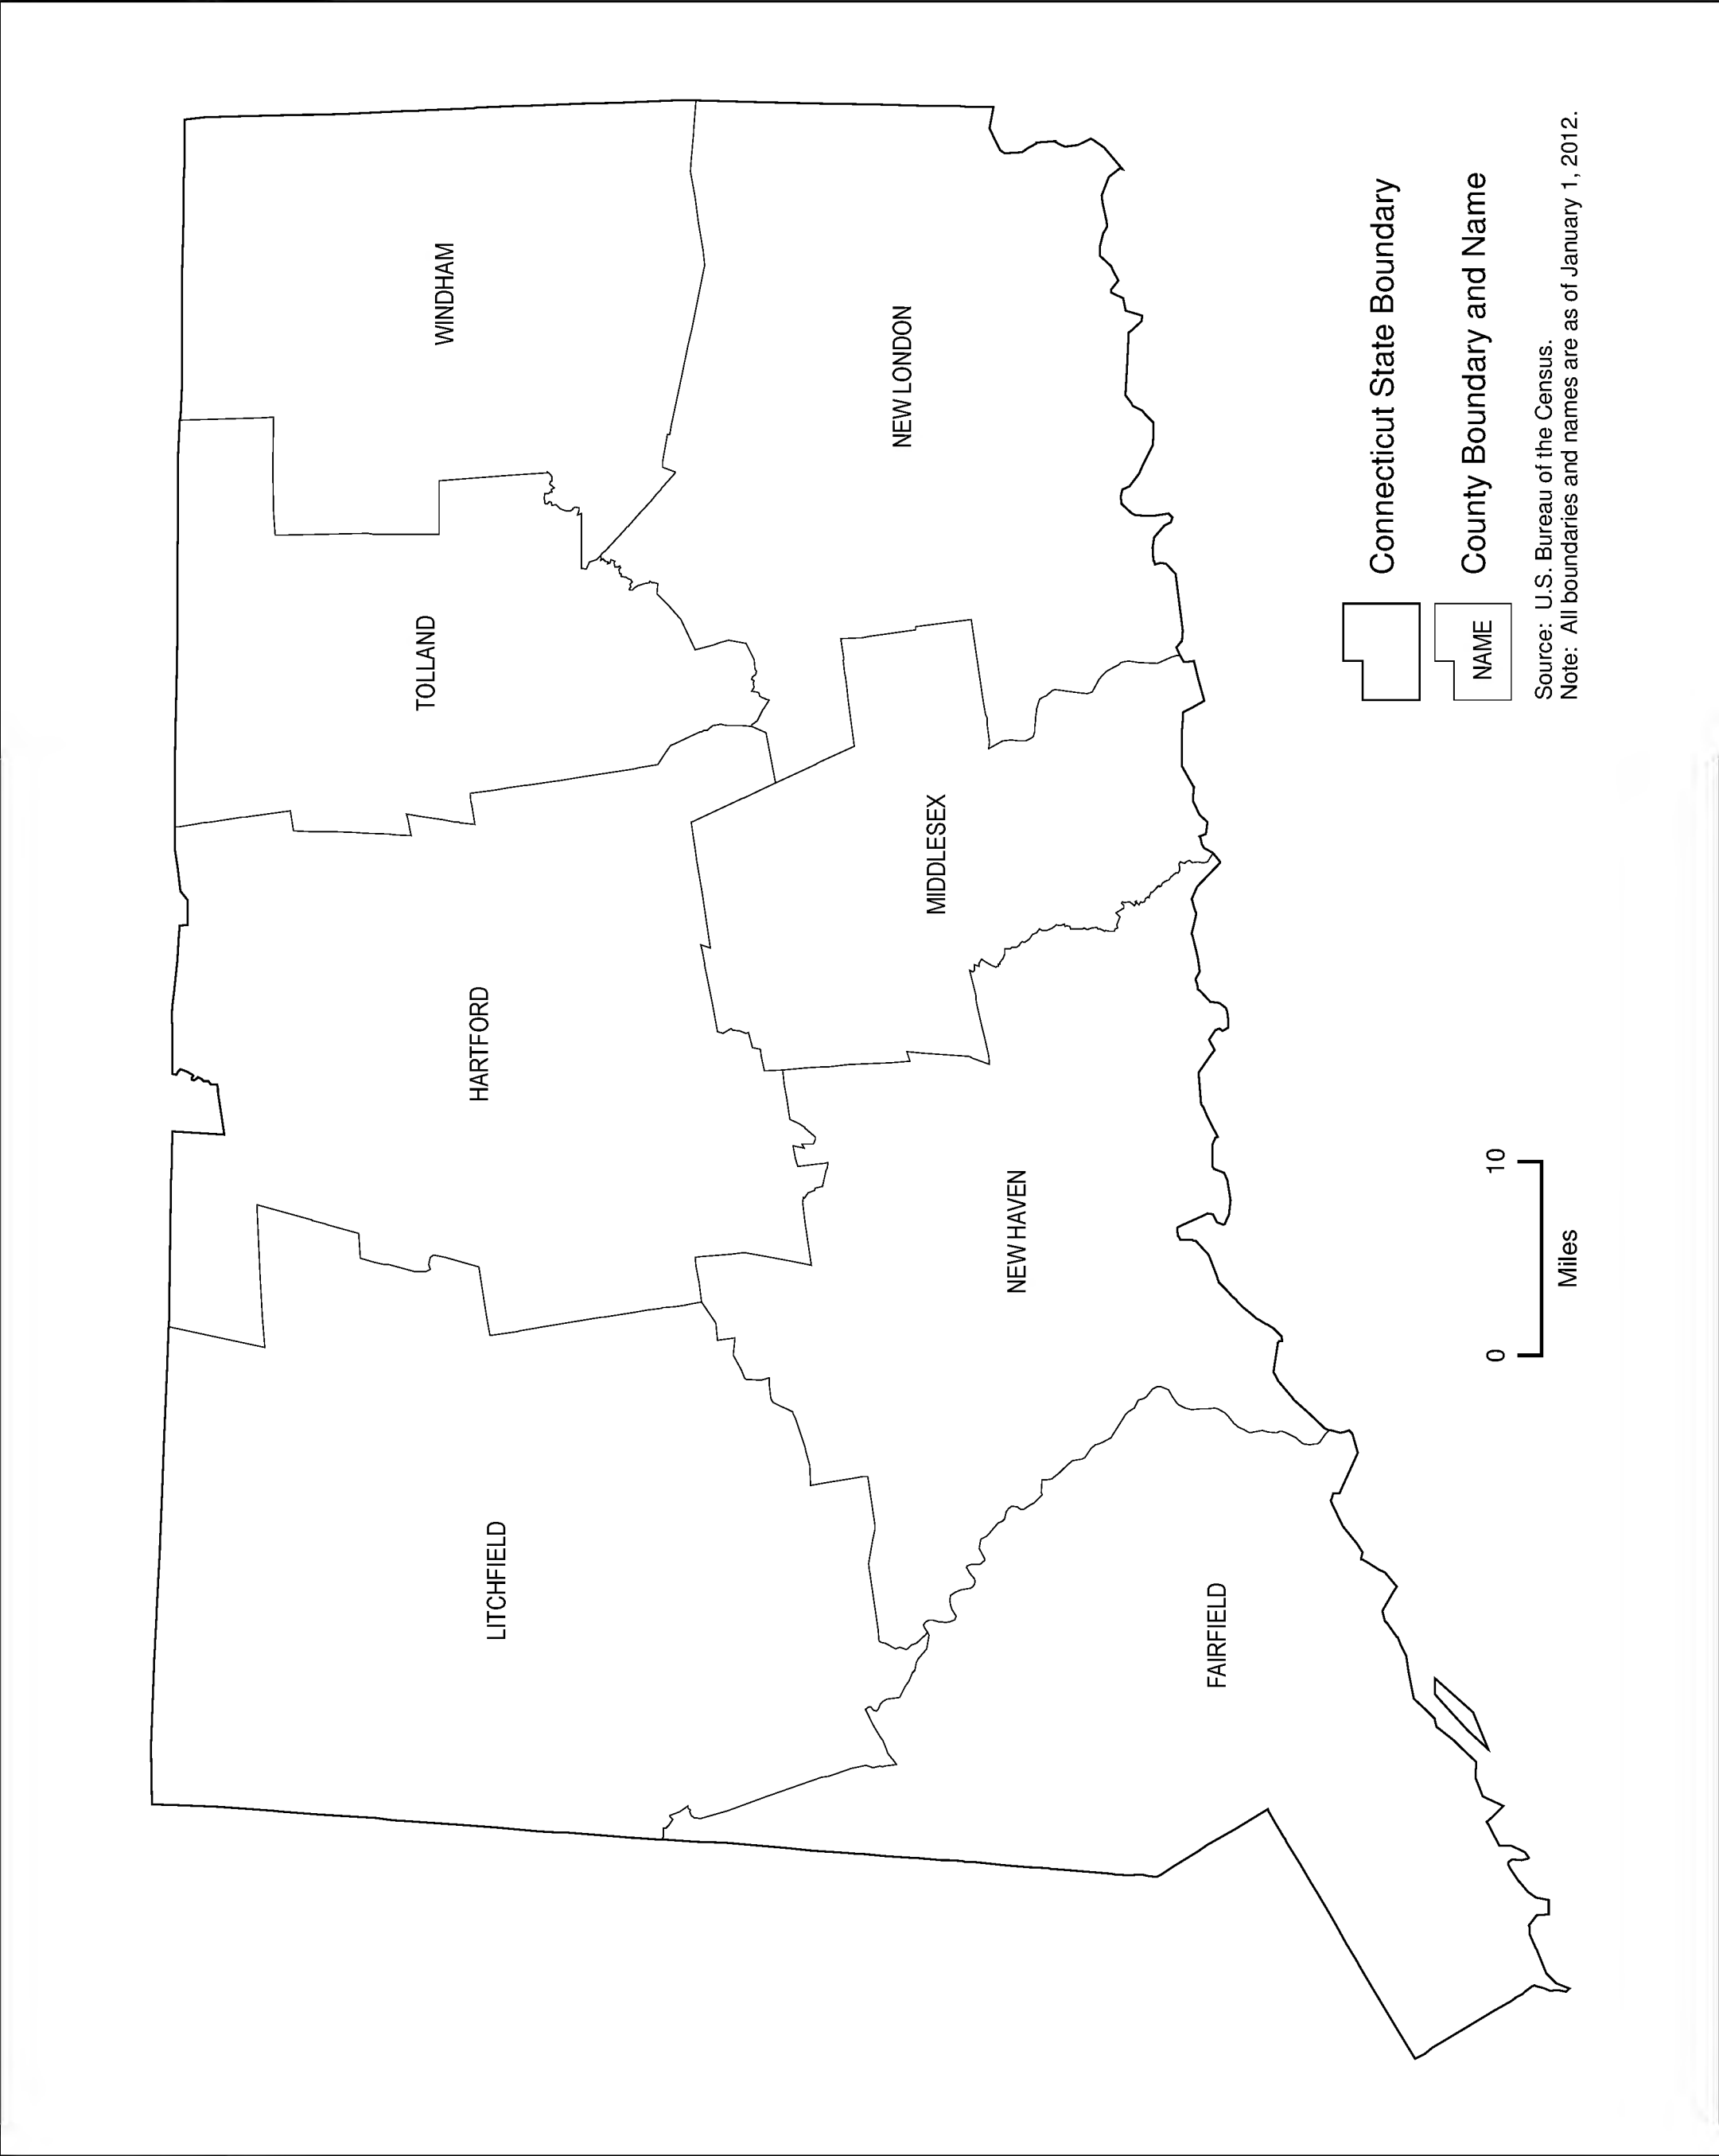 LITCHFIELD
HARTFORD
TOLLAND
WINDHAM
NEW LONDON
MIDDLESEX
NEW HAVEN
FAIRFIELD
Connecticut State Boundary
NAME
County Boundary and Name
0 10
Miles
Source: U.S. Bureau of the Census.
Note: All boundaries and names are as of January 1, 2012.